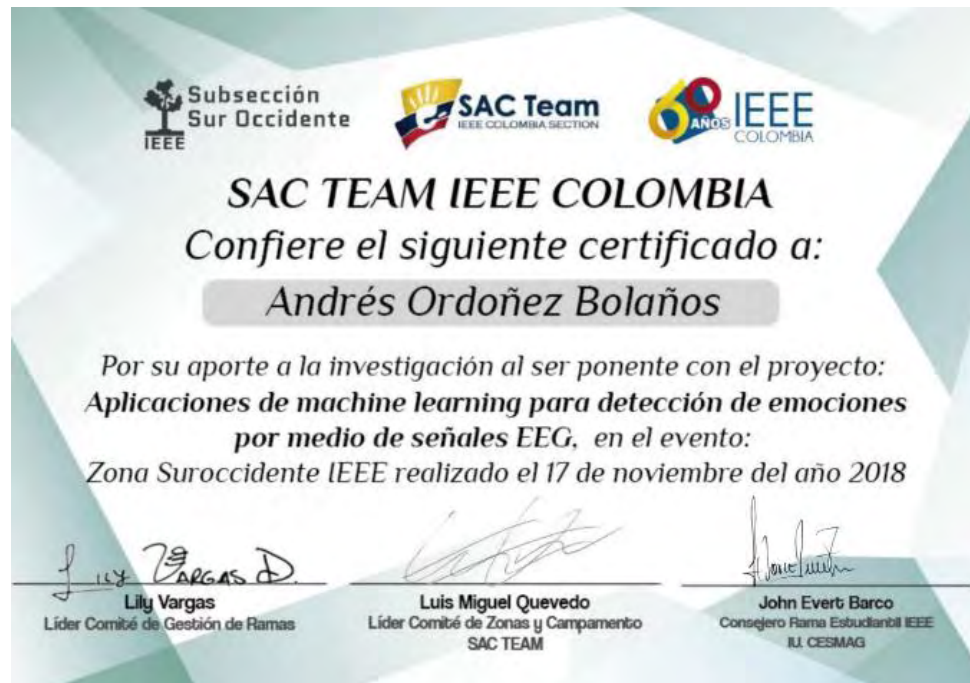 Subsección
Sur Occidente
IEEE
SAC Team
IEEE COLOMBIA SECTION
60 AÑOS
IEEE
COLOMBIA
SAC TEAM IEEE COLOMBIA
Confiere el siguiente certificado a:
Andrés Ordoñez Bolaños
Por su aporte a la investigación al ser ponente con el proyecto:
Aplicaciones de machine learning para detección de emociones
por medio de señales EEG, en el evento:
Zona Suroccidente IEEE realizado el 17 de noviembre del año 2018
Lily Vargas D.
Lily Vargas
Líder Comité de Gestión de Ramas
Luis Miguel Quevedo
Líder Comité de Zonas y Campamento
SAC TEAM
John Evert Barco
Consejero Rama Estudiantil IEEE
IU. CESMAG